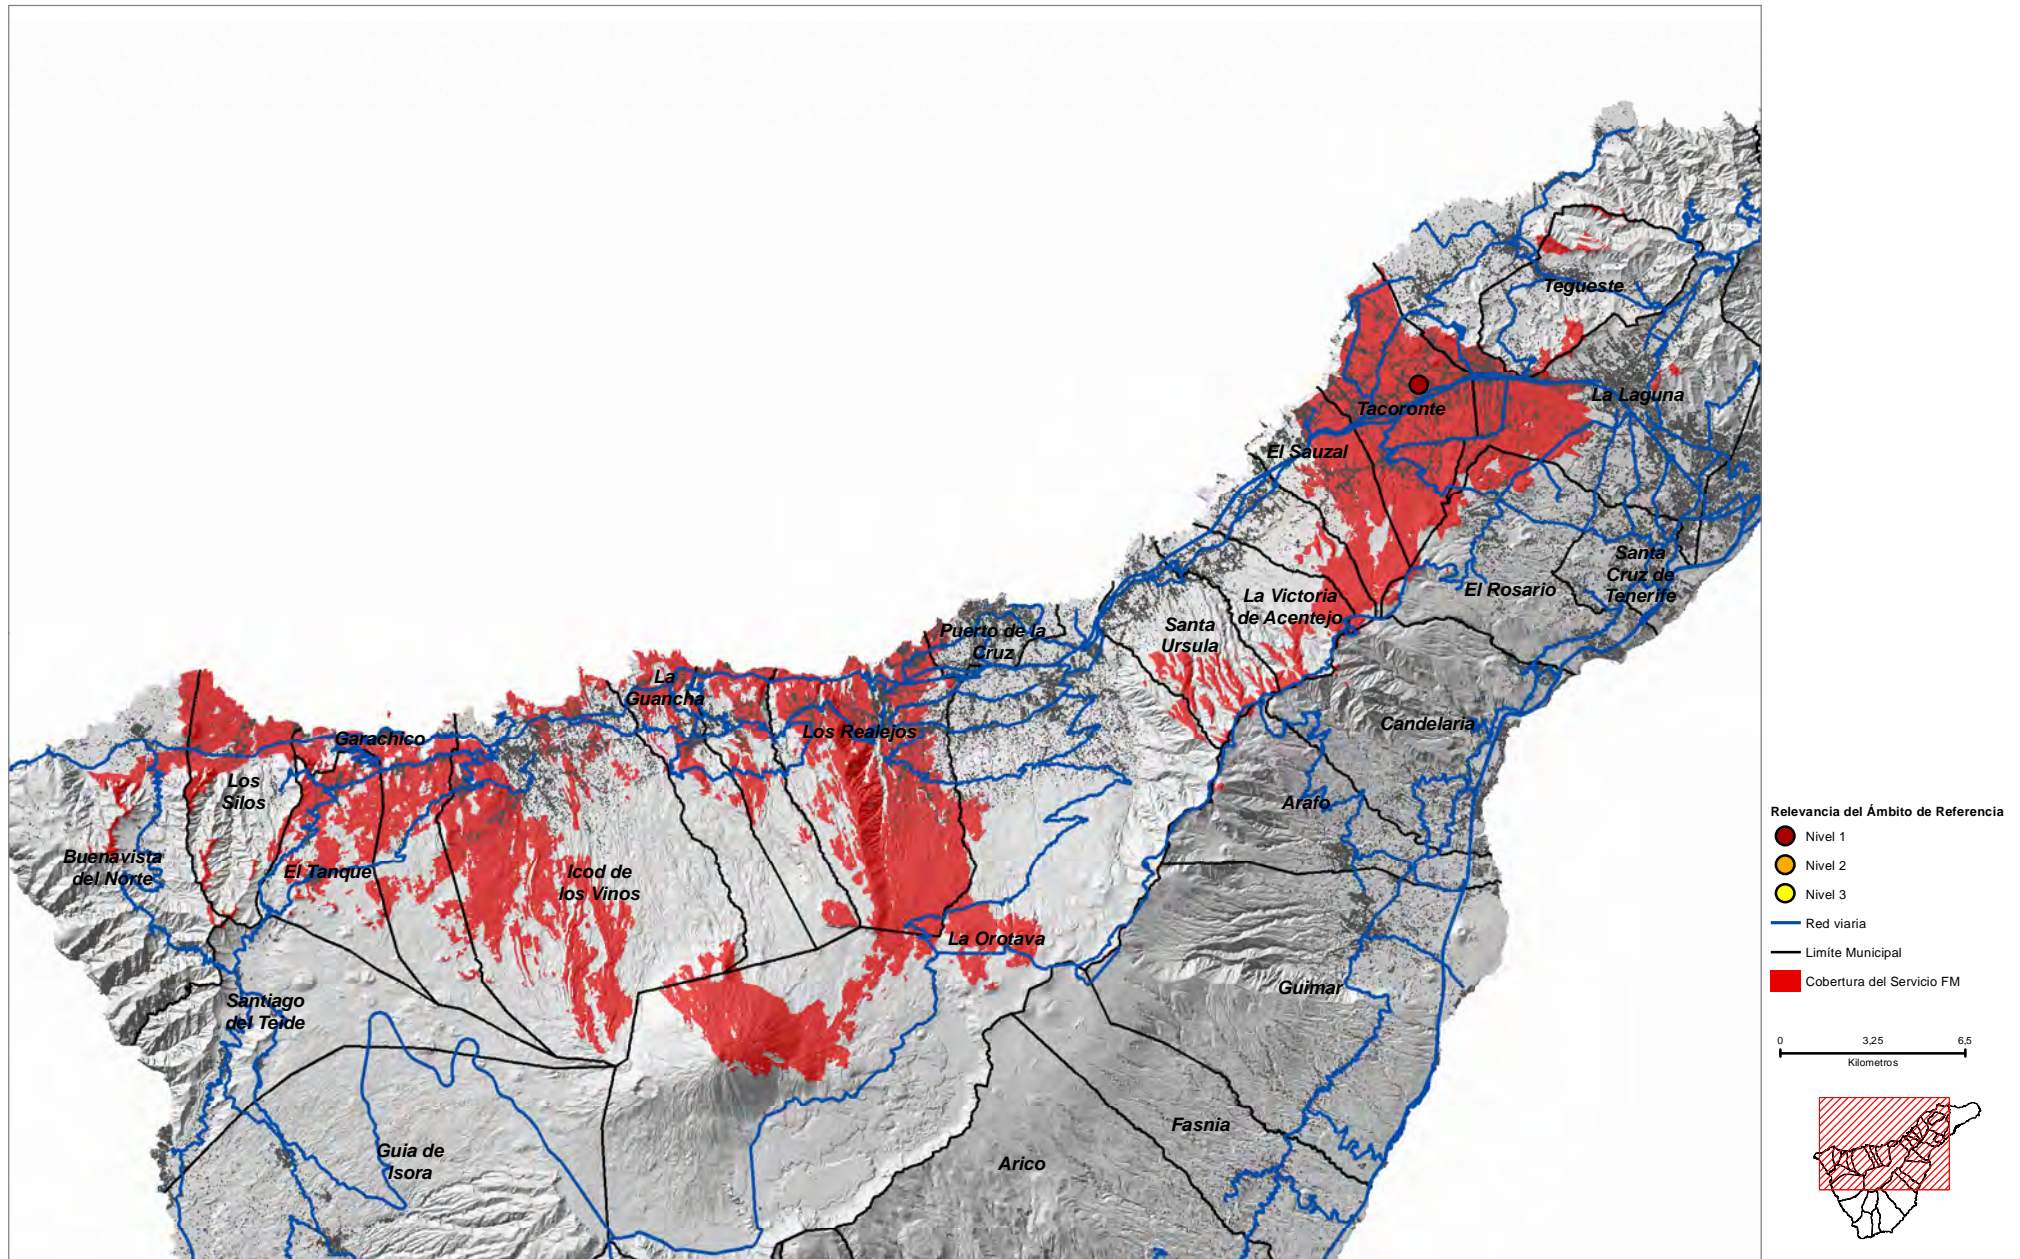 Tegueste
La Laguna
Tacoronte
El Sauzal
Santa
Cruz de
Tenerife
El Rosario
La Victoria
de Acentejo
Santa
Ursula
Puerto de la
Cruz
La
Guancha
Los Realejos
Candelaria
Garachico
Los
Silos
Arafo
Buenavista
del Norte
El Tanque
Icod de
los Vinos
La Orotava
Guimar
Santiago
del Teide
Fasnia
Guia de
Isora
Arico
Relevancia del Ámbito de Referencia
Nivel 1
Nivel 2
Nivel 3
Red viaria
Limíte Municipal
Cobertura del Servicio FM
0 3,25 6,5
Kilometros